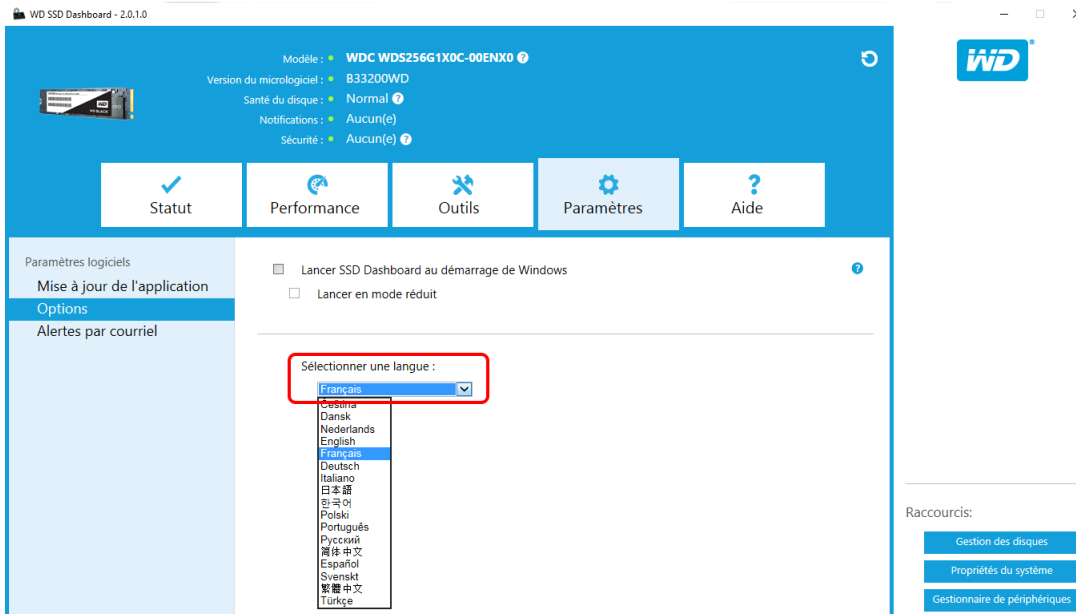 WD SSD Dashboard - 2.0.1.0
Modèle : WDC WDS256G1X0C-00ENX0
Version du micrologiciel : B33200WD
Santé du disque : Normal
Notifications : Aucun(e)
Sécurité : Aucun(e)
WD
Statut
Performance
Outils
Paramètres
Aide
Paramètres logiciels
Mise à jour de l'application
Options
Alertes par courriel
Lancer SSD Dashboard au démarrage de Windows
Lancer en mode réduit
Sélectionner une langue :
Français
Čeština
Dansk
Nederlands
English
Français
Deutsch
Italiano
日本語
한국어
Polski
Português
Русский
简体中文
Español
Svenskt
繁體中文
Türkçe
Raccourcis:
Gestion des disques
Propriétés du système
Gestionnaire de périphériques